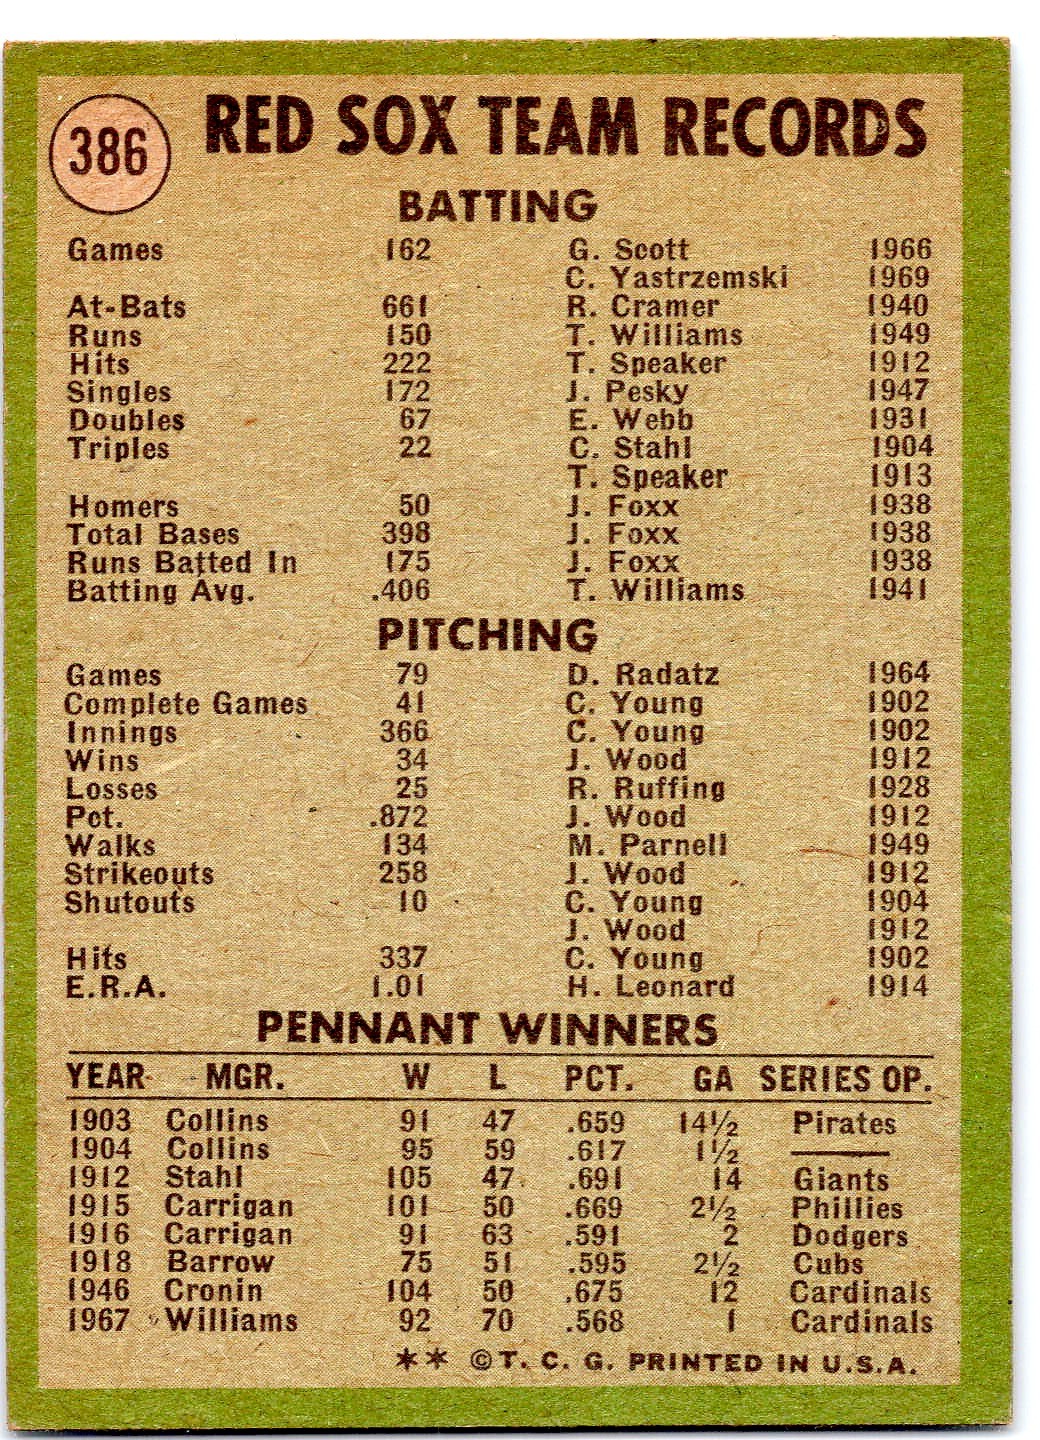 386 RED SOX TEAM RECORDS
BATTING
Games 162 G. Scott 1966
C. Yastrzemski 1969
At-Bats 661 R. Cramer 1940
Runs 150 T. Williams 1949
Hits 222 T. Speaker 1912
Singles 172 J. Pesky 1947
Doubles 67 E. Webb 1931
Triples 22 C. Stahl 1904
T. Speaker 1913
Homers 50 J. Foxx 1938
Total Bases 398 J. Foxx 1938
Runs Batted In 175 J. Foxx 1938
Batting Avg. .406 T. Williams 1941
PITCHING
Games 79 D. Radatz 1964
Complete Games 41 C. Young 1902
Innings 366 C. Young 1902
Wins 34 J. Wood 1912
Losses 25 R. Ruffing 1928
Pct. .872 J. Wood 1912
Walks 134 M. Parnell 1949
Strikeouts 258 J. Wood 1912
Shutouts 10 C. Young 1904
J. Wood 1912
Hits 337 C. Young 1902
E.R.A. 1.01 H. Leonard 1914
PENNANT WINNERS
YEAR MGR. W L PCT. GA SERIES OP.
1903 Collins 91 47 .659 14½ Pirates
1904 Collins 95 59 .617 1½ ———
1912 Stahl 105 47 .691 14 Giants
1915 Carrigan 101 50 .669 2½ Phillies
1916 Carrigan 91 63 .591 2 Dodgers
1918 Barrow 75 51 .595 2½ Cubs
1946 Cronin 104 50 .675 12 Cardinals
1967 Williams 92 70 .568 1 Cardinals
** ©T. C. G. PRINTED IN U.S.A.